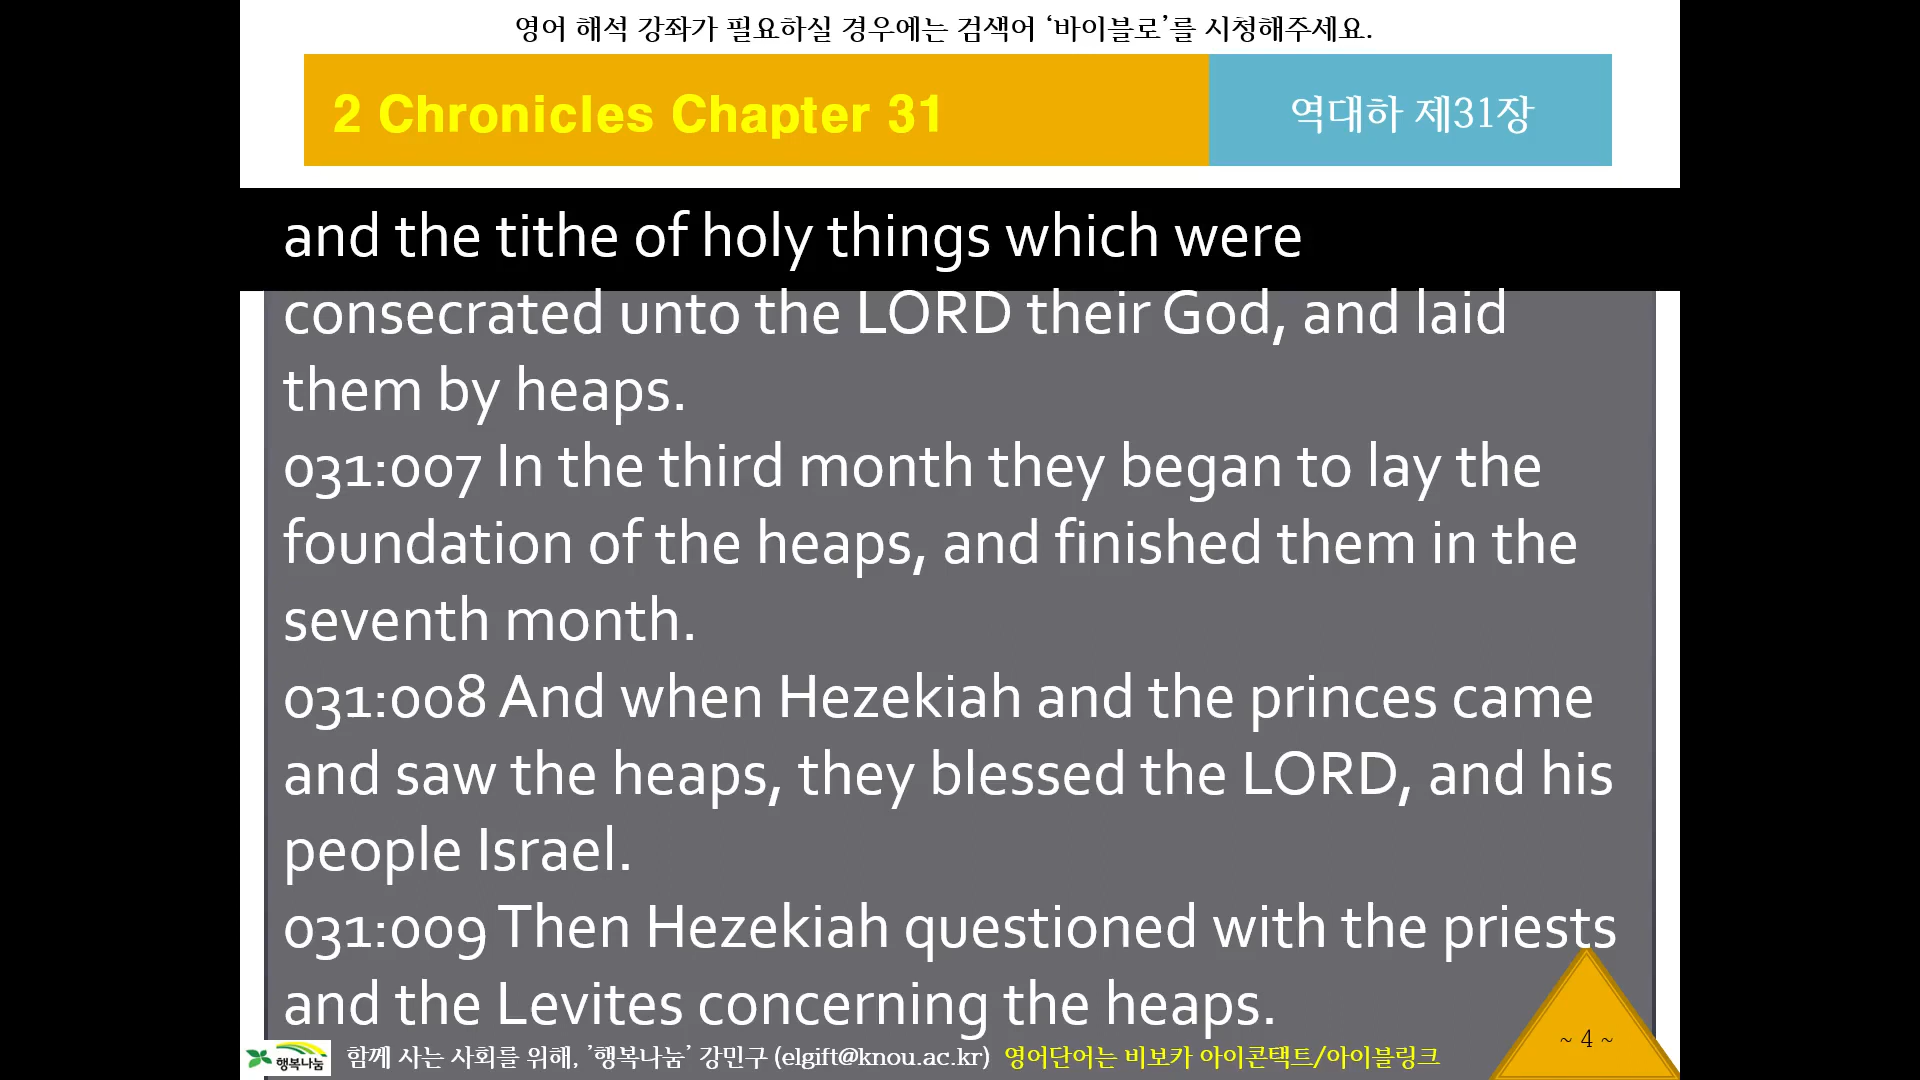 영어 해석 강좌가 필요하실 경우에는 검색어 ‘바이블로’를 시청해주세요.
2 Chronicles Chapter 31
역대하 제31장
and the tithe of holy things which were
consecrated unto the LORD their God, and laid
them by heaps.
031:007 In the third month they began to lay the
foundation of the heaps, and finished them in the
seventh month.
031:008 And when Hezekiah and the princes came
and saw the heaps, they blessed the LORD, and his
people Israel.
031:009 Then Hezekiah questioned with the priests
and the Levites concerning the heaps.
~ 4 ~
행복나눔
함께 사는 사회를 위해, ’행복나눔’ 강민구 (elgift@knou.ac.kr) 영어단어는 비보카 아이콘택트/아이블링크